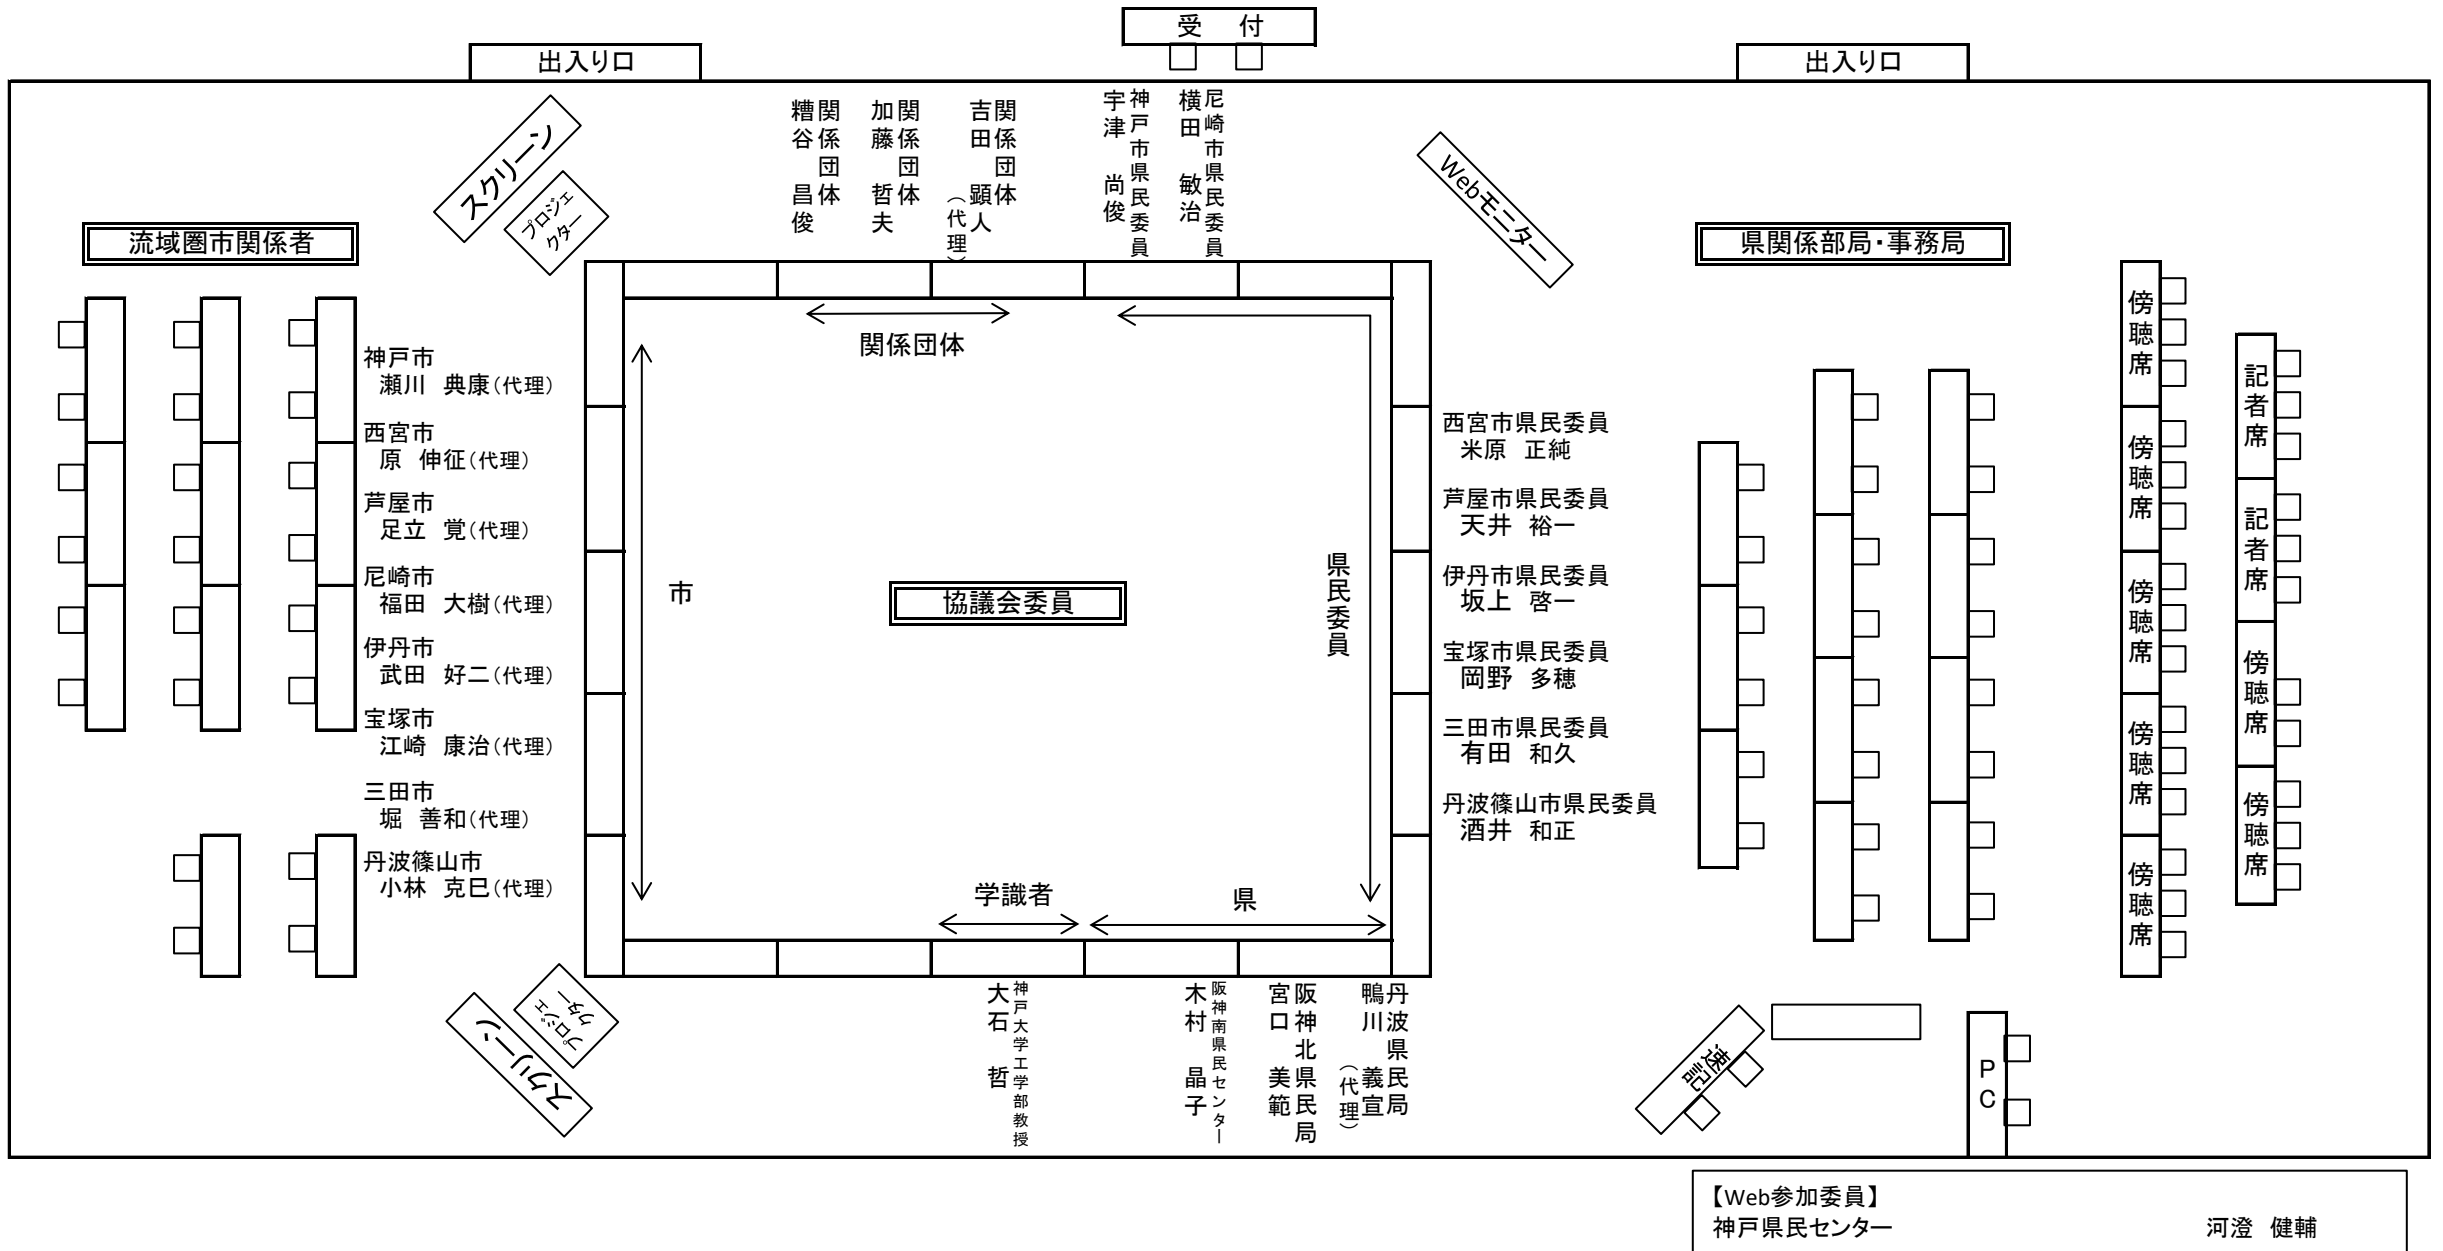 受　付
出入り口
出入り口
スクリーン
プロジェ
クター
関係団体
糟谷　昌俊
関係団体
加藤　哲夫
関係団体
吉田　顕人
（代理）
神戸市県民委員
宇津　尚俊
尼崎市県民委員
横田　敏治
Webモニター
流域圏市関係者
県関係部局・事務局
神戸市
瀬川　典康（代理）
西宮市
原　伸征（代理）
芦屋市
足立　覚（代理）
尼崎市
福田　大樹（代理）
伊丹市
武田　好二（代理）
宝塚市
江崎　康治（代理）
三田市
堀　善和（代理）
丹波篠山市
小林　克巳（代理）
関係団体
市
協議会委員
県民委員
学識者
県
西宮市県民委員
米原　正純
芦屋市県民委員
天井　裕一
伊丹市県民委員
坂上　啓一
宝塚市県民委員
岡野　多穂
三田市県民委員
有田　和久
丹波篠山市県民委員
酒井　和正
傍聴席
傍聴席
傍聴席
傍聴席
傍聴席
記者席
記者席
傍聴席
傍聴席
プロジェ
クター
スクリーン
神戸大学工学部教授
大石　哲
阪神南県民センター
木村　晶子
阪神北県民局
宮口　美範
丹波県民局
鴨川　義宣
（代理）
速記
PC
【Web参加委員】
神戸県民センター　河澄　健輔